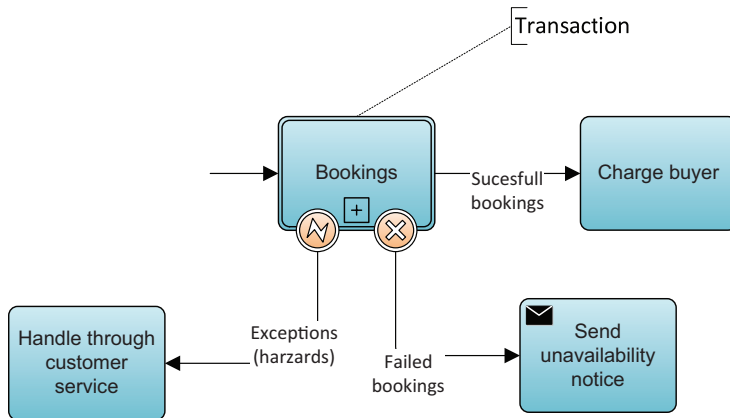 Transaction
Bookings
Sucesfull
bookings
Charge buyer
Handle through
customer
service
Exceptions
(harzards)
Failed
bookings
Send
unavailability
notice